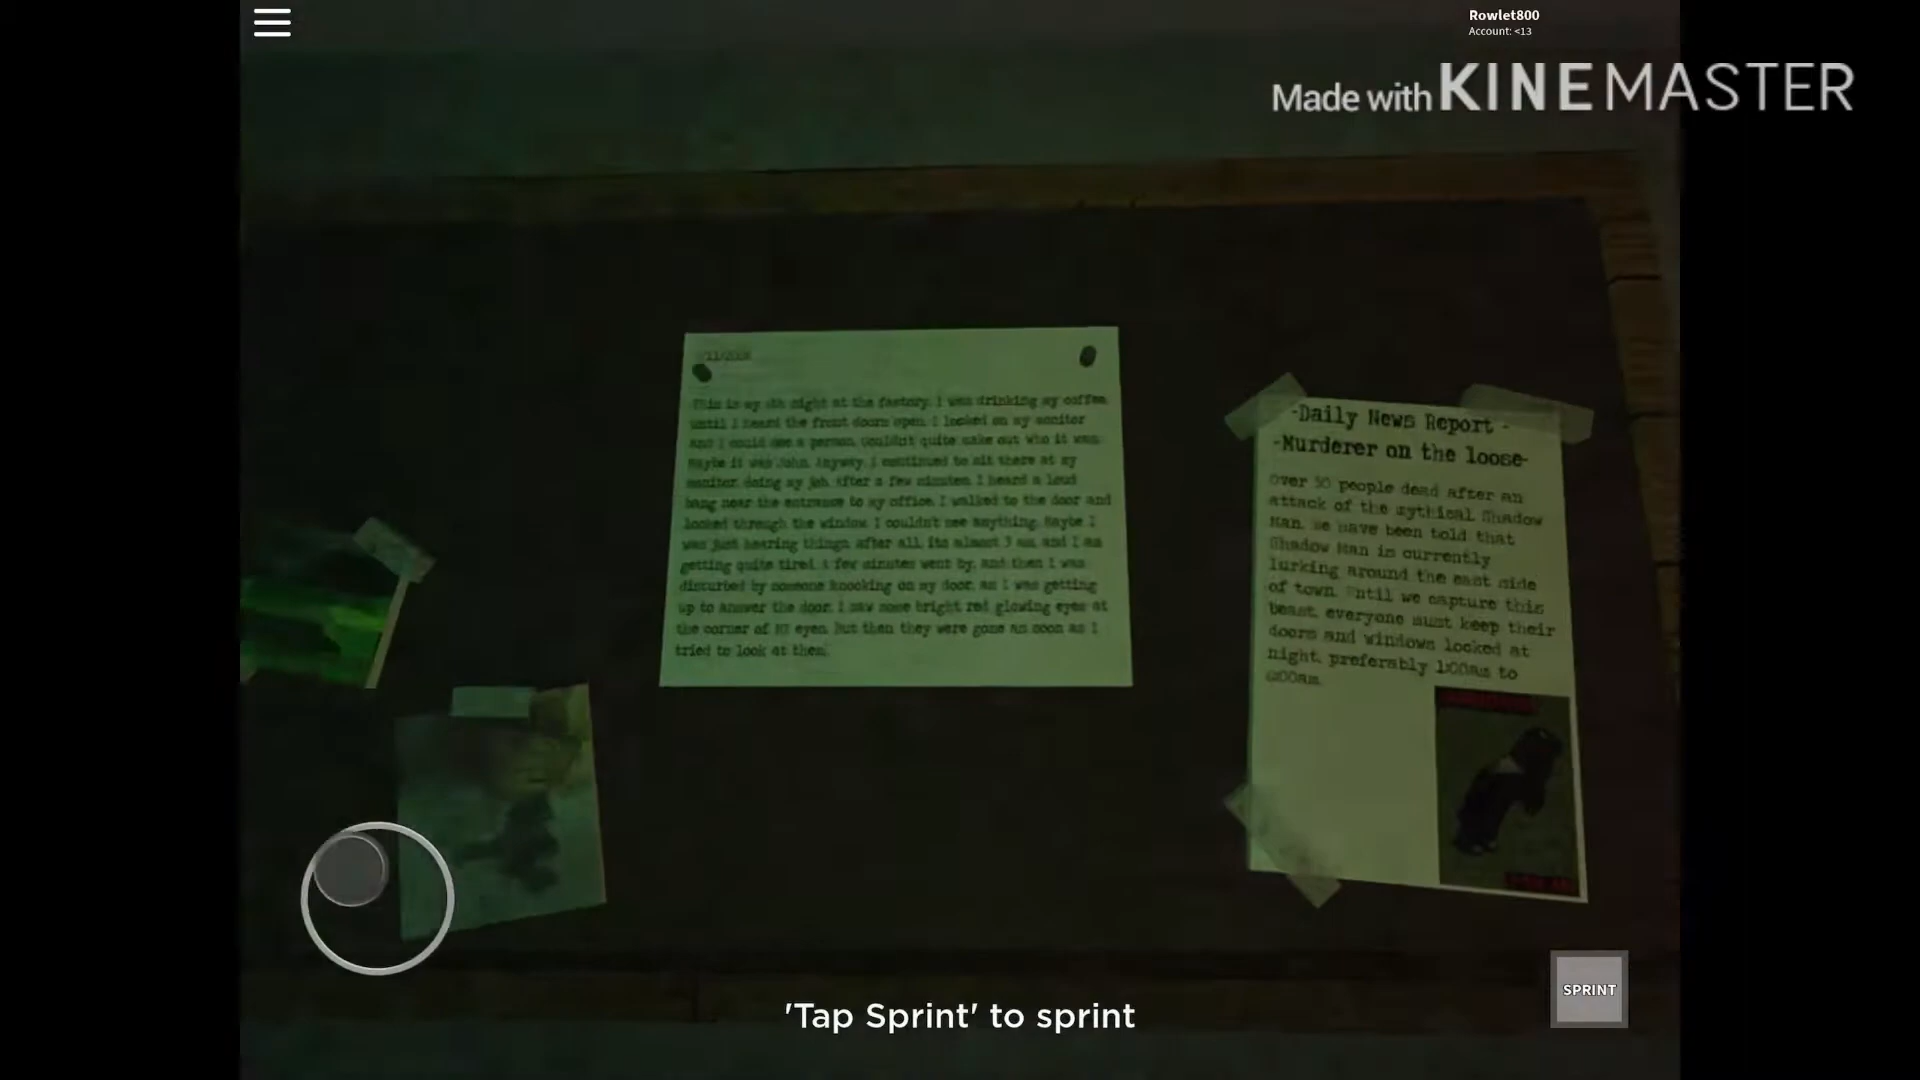 Rowlet800
Account: <13
Made with KINEMASTER
This is my 4th night at the factory. I was drinking my coffee
until I heard the front doors open. I looked on my monitor
and I could see a person, couldn't quite make out who it was.
Maybe it was John. Anyway, I continued to sit there at my
monitor, doing my job. After a few minutes, I heard a loud
bang near the entrance to my office. I walked to the door and
looked through the window. I couldn't see anything. Maybe I
was just hearing things, after all, its almost 3 am and I am
getting quite tired. A few minutes went by, and then I was
disturbed by someone knocking on my door, as I was getting
up to answer the door, I saw some bright red glowing eyes at
the corner of MY eyes. But then they were gone as soon as I
tried to look at them.
-Daily News Report -
-Murderer on the loose-
Over 50 people dead after an
attack of the mythical Shadow
Man. We have been told that
Shadow Man is currently
lurking around the east side
of town. Until we capture this
beast, everyone must keep their
doors and windows locked at
night, preferably 1:00am to
6:00am.
SPRINT
'Tap Sprint' to sprint